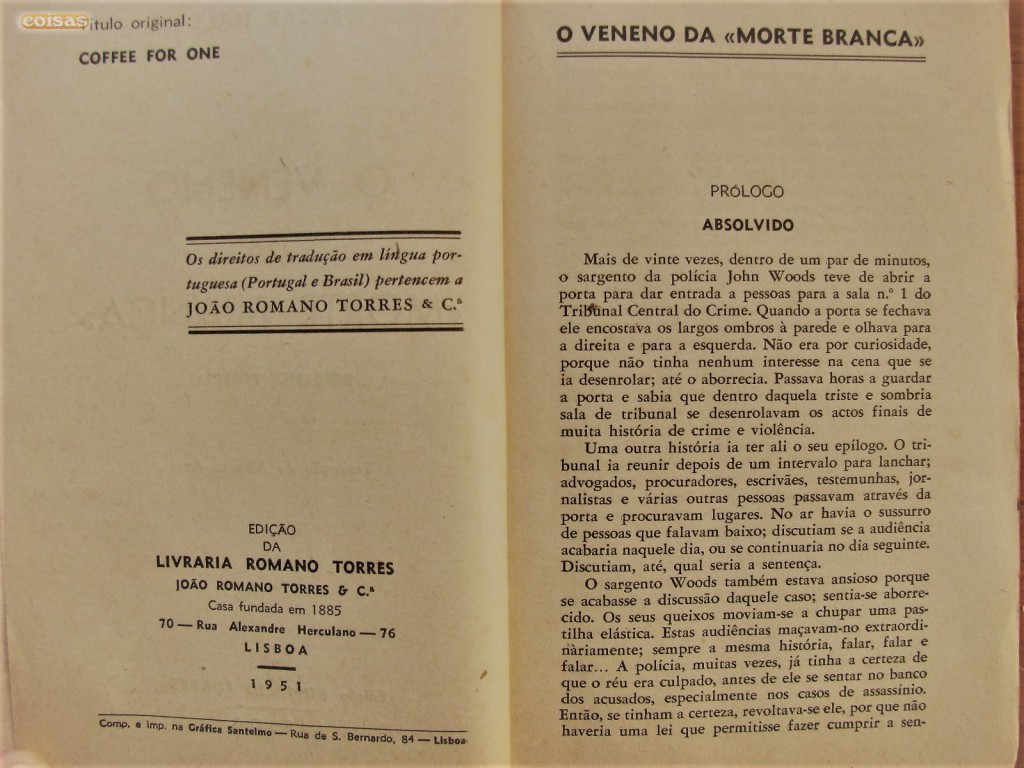 coisas
Título original:
COFFEE FOR ONE
Os direitos de tradução em língua por-
tuguesa (Portugal e Brasil) pertencem a
JOÃO ROMANO TORRES & C.ª
EDIÇÃO
DA
LIVRARIA ROMANO TORRES
JOÃO ROMANO TORRES & C.ª
Casa fundada em 1885
70 — Rua Alexandre Herculano — 76
LISBOA
1951
Comp. e imp. na Gráfica Santelmo — Rua de S. Bernardo, 84 — Lisboa
O VENENO DA «MORTE BRANCA»
PRÓLOGO
ABSOLVIDO
Mais de vinte vezes, dentro de um par de minutos,
o sargento da polícia John Woods teve de abrir a
porta para dar entrada a pessoas para a sala n.º 1 do
Tribunal Central do Crime. Quando a porta se fechava
ele encostava os largos ombros à parede e olhava para
a direita e para a esquerda. Não era por curiosidade,
porque não tinha nenhum interesse na cena que se
ia desenrolar; até o aborrecia. Passava horas a guardar
a porta e sabia que dentro daquela triste e sombria
sala de tribunal se desenrolavam os actos finais de
muita história de crime e violência.
Uma outra história ia ter ali o seu epílogo. O tri-
bunal ia reunir depois de um intervalo para lanchar;
advogados, procuradores, escrivães, testemunhas, jor-
nalistas e várias outras pessoas passavam através da
porta e procuravam lugares. No ar havia o sussurro
de pessoas que falavam baixo; discutiam se a audiência
acabaria naquele dia, ou se continuaria no dia seguinte.
Discutiam, até, qual seria a sentença.
O sargento Woods também estava ansioso porque
se acabasse a discussão daquele caso; sentia-se aborre-
cido. Os seus queixos moviam-se a chupar uma pas-
tilha elástica. Estas audiências maçavam-no extraordi-
nàriamente; sempre a mesma história, falar, falar e
falar... A polícia, muitas vezes, já tinha a certeza de
que o réu era culpado, antes de ele se sentar no banco
dos acusados, especialmente nos casos de assassínio.
Então, se tinham a certeza, revoltava-se ele, por que não
haveria uma lei que permitisse fazer cumprir a sen-